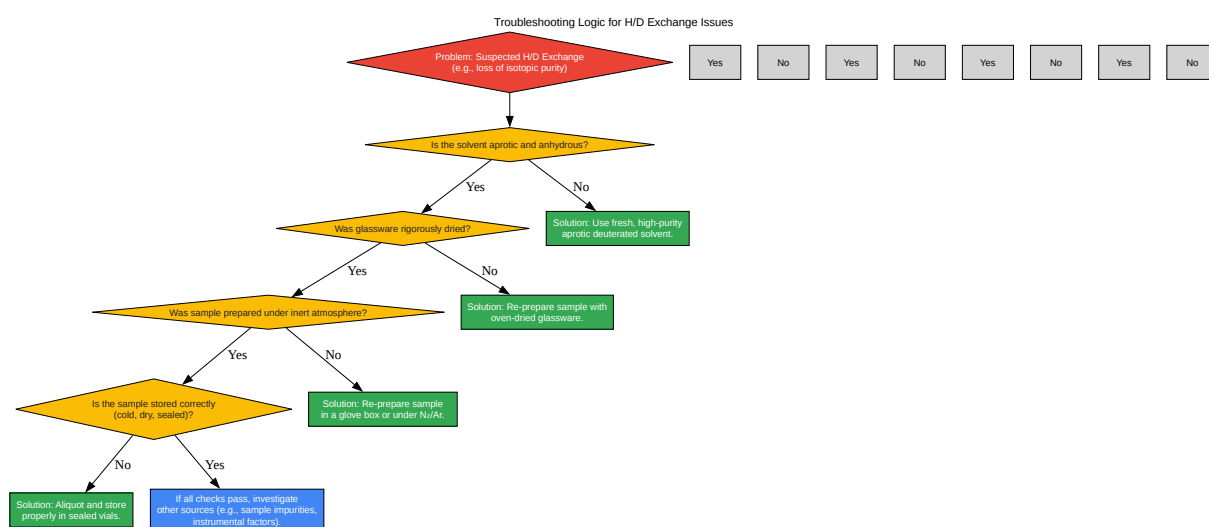 Troubleshooting Logic for H/D Exchange Issues
Problem: Suspected H/D Exchange
(e.g., loss of isotopic purity)
Yes
No
Yes
No
Yes
No
Yes
No
Is the solvent aprotic and anhydrous?
Yes
No
Was glassware rigorously dried?
Solution: Use fresh, high-purity
aprotic deuterated solvent.
Yes
No
Was sample prepared under inert atmosphere?
Solution: Re-prepare sample with
oven-dried glassware.
Yes
No
Is the sample stored correctly
(cold, dry, sealed)?
Solution: Re-prepare sample
in a glove box or under N₂/Ar.
No
Yes
Solution: Aliquot and store
properly in sealed vials.
If all checks pass, investigate
other sources (e.g., sample impurities,
instrumental factors).